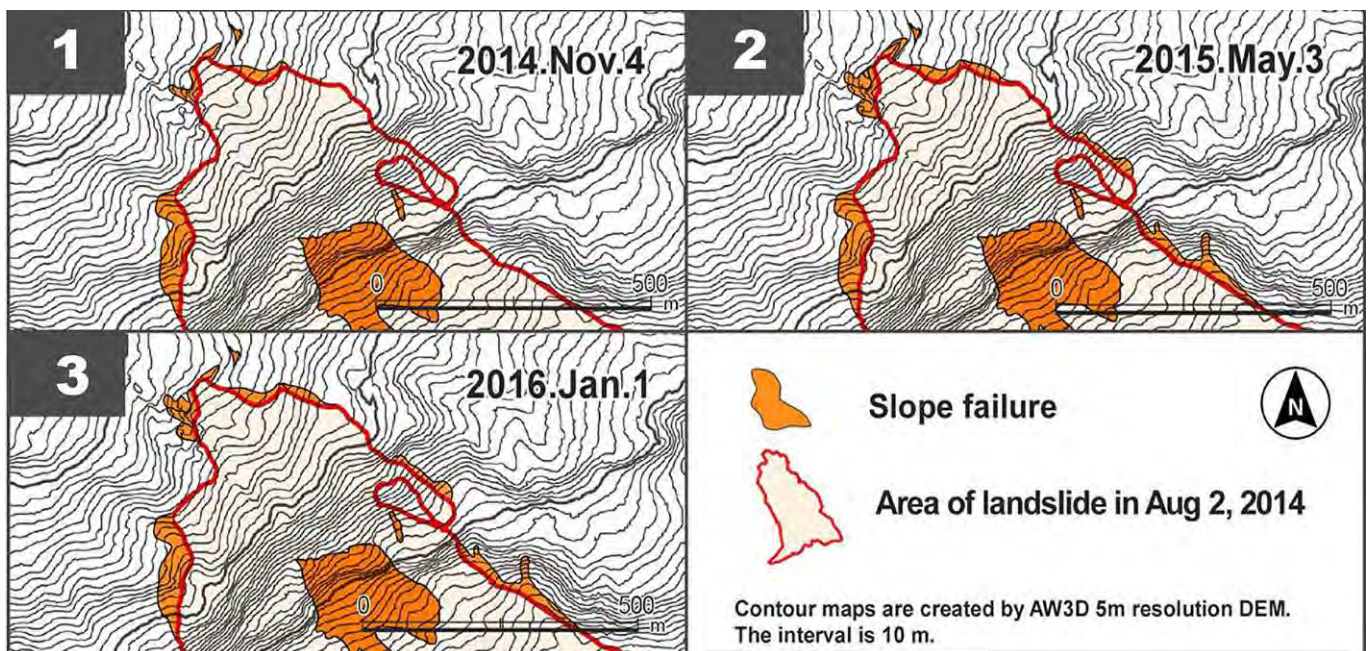 1
2014.Nov.4
0
500
m
2
2015.May.3
0
500
m
3
2016.Jan.1
0
500
m
Slope failure
N
Area of landslide in Aug 2, 2014
Contour maps are created by AW3D 5m resolution DEM.
The interval is 10 m.